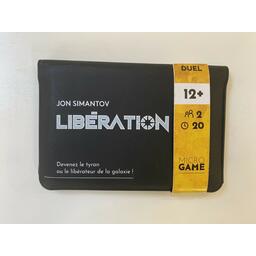 DUEL
12+
2
20
MICRO
GAME
JON SIMANTOV
LIBÉRATION
Devenez le tyran
ou le libérateur de la galaxie !